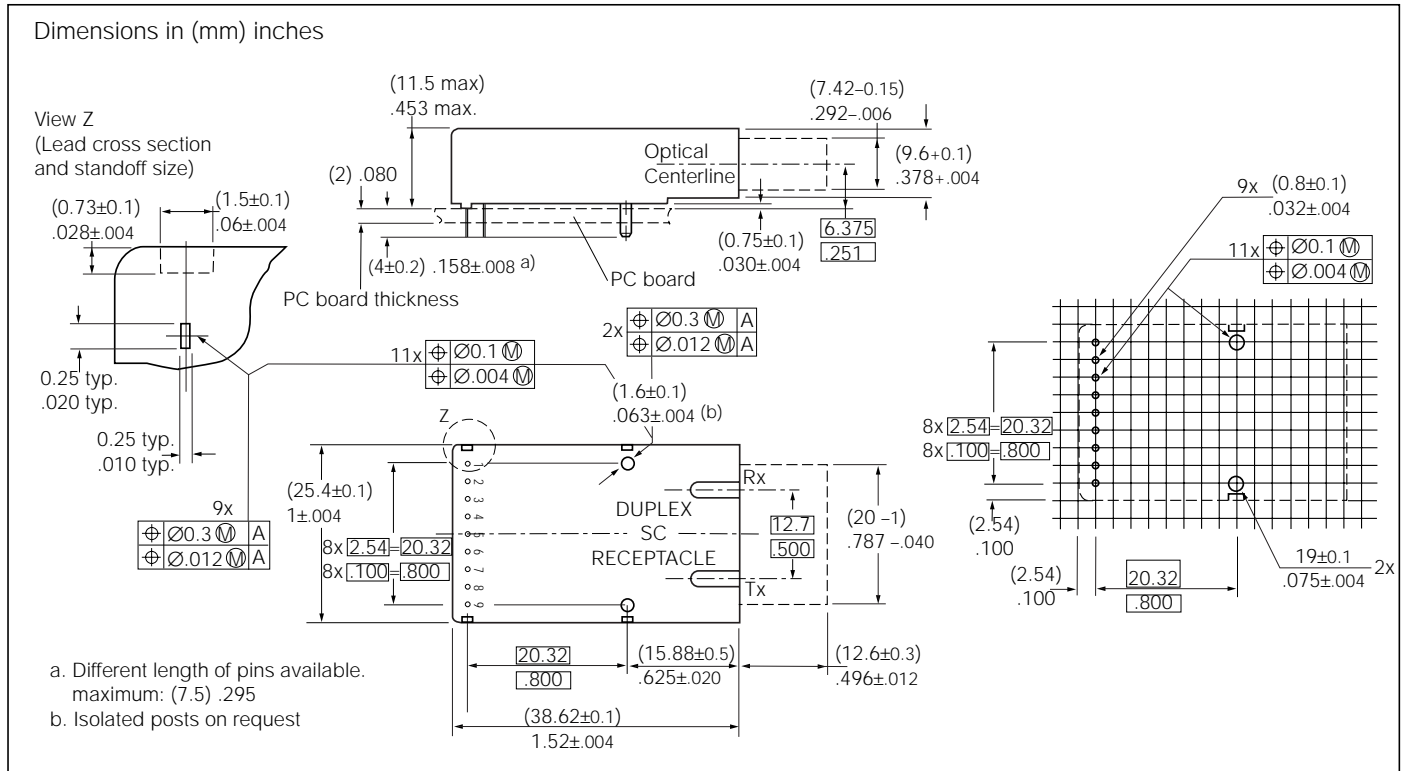 Dimensions in (mm) inches
View Z
(Lead cross section
and standoff size)
(0.73±0.1)
.028±.004
(1.5±0.1)
.06±.004
0.25 typ.
.020 typ.
0.25 typ.
.010 typ.
9x
⌖ Ø0.3 Ⓜ A
⌖ Ø.012 Ⓜ A
(11.5 max)
.453 max.
(2) .080
(4±0.2) .158±.008 a)
PC board thickness
PC board
Optical
Centerline
(7.42–0.15)
.292–.006
(9.6+0.1)
.378+.004
(0.75±0.1)
.030±.004
6.375
.251
2x
⌖ Ø0.3 Ⓜ A
⌖ Ø.012 Ⓜ A
11x
⌖ Ø0.1 Ⓜ
⌖ Ø.004 Ⓜ
(1.6±0.1)
.063±.004 (b)
Z
1
2
3
4
5
6
7
8
9
(25.4±0.1)
1±.004
8x 2.54=20.32
8x .100=.800
Rx
DUPLEX
SC
RECEPTACLE
Tx
12.7
.500
(20 –1)
.787 –.040
20.32
.800
(15.88±0.5)
.625±.020
(12.6±0.3)
.496±.012
(38.62±0.1)
1.52±.004
9x (0.8±0.1)
.032±.004
11x
⌖ Ø0.1 Ⓜ
⌖ Ø.004 Ⓜ
8x 2.54=20.32
8x .100=.800
(2.54)
.100
(2.54)
.100
20.32
.800
19±0.1
.075±.004
2x
a. Different length of pins available.
maximum: (7.5) .295
b. Isolated posts on request